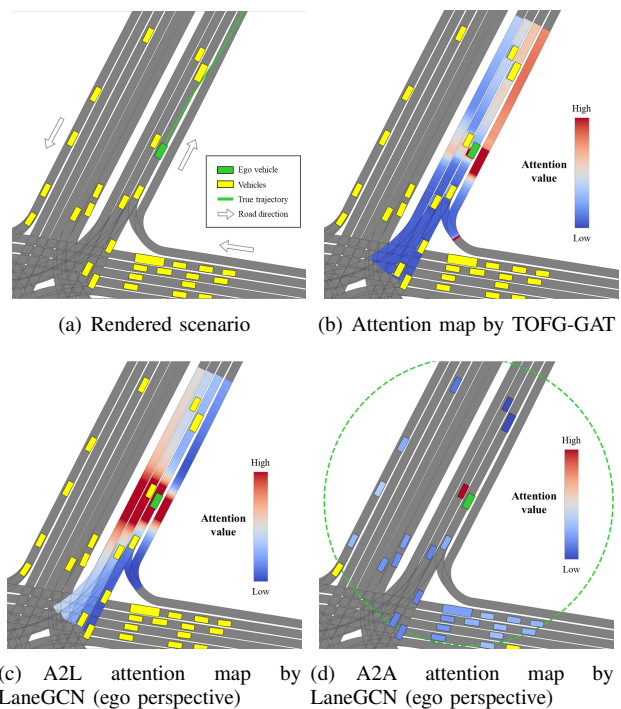 Ego vehicle
Vehicles
True trajectory
Road direction
(a) Rendered scenario
High
Attention
value
Low
(b) Attention map by TOFG-GAT
High
Attention
value
Low
(c) A2L attention map by
LaneGCN (ego perspective)
High
Attention
value
Low
(d) A2A attention map by
LaneGCN (ego perspective)